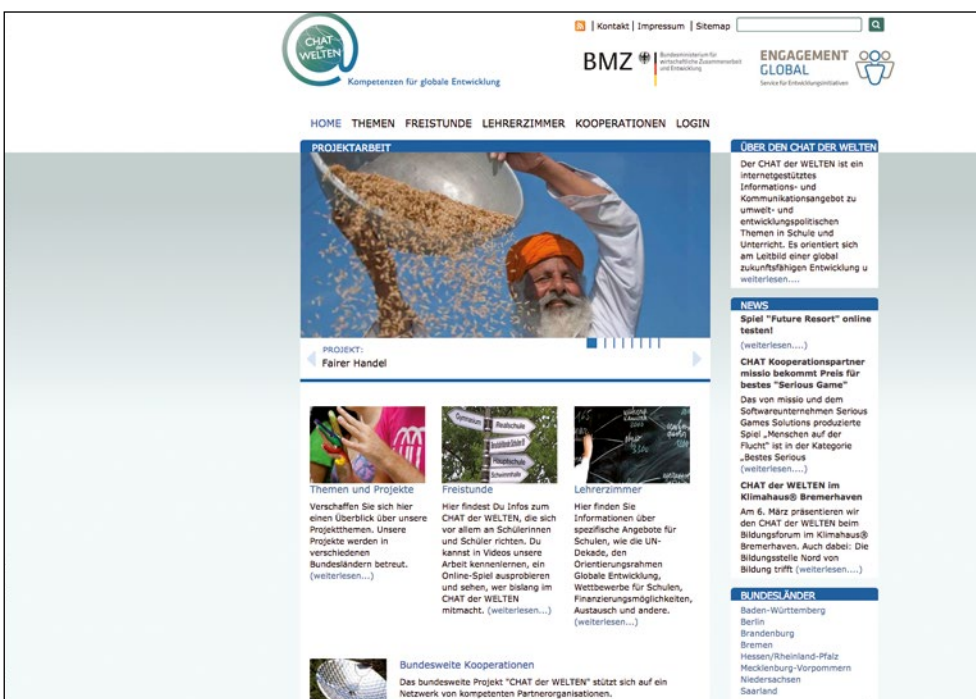 Kontakt | Impressum | Sitemap
CHAT
der
WELTEN
Kompetenzen für globale Entwicklung
BMZ
Bundesministerium für
wirtschaftliche Zusammenarbeit
und Entwicklung
ENGAGEMENT
GLOBAL
Service für Entwicklungsinitiativen
HOME THEMEN FREISTUNDE LEHRERZIMMER KOOPERATIONEN LOGIN
PROJEKTARBEIT
PROJEKT:
Fairer Handel
Themen und Projekte
Verschaffen Sie sich hier
einen Überblick über unsere
Projektthemen. Unsere
Projekte werden in
verschiedenen
Bundesländern betreut.
(weiterlesen...)
Gymnasium
Realschule
Hauptschule
Schwimmhalle
Freistunde
Hier findest Du Infos zum
CHAT der WELTEN, die sich
vor allem an Schülerinnen
und Schüler richten. Du
kannst in Videos unsere
Arbeit kennenlernen, ein
Online-Spiel ausprobieren
und sehen, wer bislang im
CHAT der WELTEN
mitmacht. (weiterlesen...)
Lehrerzimmer
Hier finden Sie
Informationen über
spezifische Angebote für
Schulen, wie die UN-
Dekade, den
Orientierungsrahmen
Globale Entwicklung,
Wettbewerbe für Schulen,
Finanzierungsmöglichkeiten,
Austausch und andere.
(weiterlesen...)
Bundesweite Kooperationen
Das bundesweite Projekt "CHAT der WELTEN" stützt sich auf ein
Netzwerk von kompetenten Partnerorganisationen.
ÜBER DEN CHAT DER WELTEN
Der CHAT der WELTEN ist ein
internetgestütztes
Informations- und
Kommunikationsangebot zu
umwelt- und
entwicklungspolitischen
Themen in Schule und
Unterricht. Es orientiert sich
am Leitbild einer global
zukunftsfähigen Entwicklung u
weiterlesen....
NEWS
Spiel "Future Resort" online
testen!
(weiterlesen....)
CHAT Kooperationspartner
missio bekommt Preis für
bestes "Serious Game"
Das von missio und dem
Softwareunternehmen Serious
Games Solutions produzierte
Spiel „Menschen auf der
Flucht" ist in der Kategorie
„Bestes Serious
(weiterlesen....)
CHAT der WELTEN im
Klimahaus® Bremerhaven
Am 6. März präsentieren wir
den CHAT der WELTEN beim
Bildungsforum im Klimahaus®
Bremerhaven. Auch dabei: Die
Bildungsstelle Nord von
Bildung trifft (weiterlesen....)
BUNDESLÄNDER
Baden-Württemberg
Berlin
Brandenburg
Bremen
Hessen/Rheinland-Pfalz
Mecklenburg-Vorpommern
Niedersachsen
Saarland